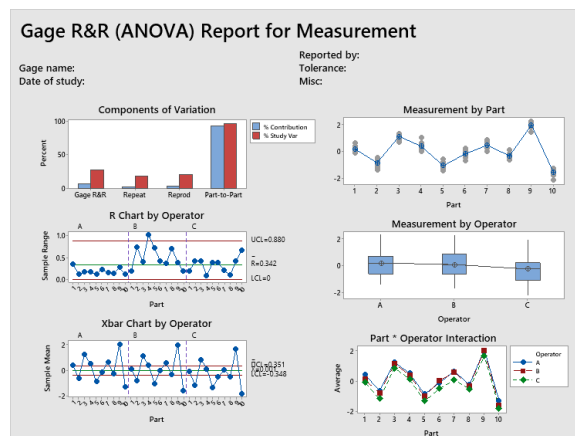 Gage R&R (ANOVA) Report for Measurement
Reported by:
Gage name:
Tolerance:
Date of study:
Misc:
Components of Variation
100
50
0
Percent
Gage R&R
Repeat
Reprod
Part-to-Part
% Contribution
% Study Var
Measurement by Part
2
0
-2
1 2 3 4 5 6 7 8 9 10
Part
R Chart by Operator
A B C
1.0
0.5
0.0
Sample Range
UCL=0.880
R=0.342
LCL=0
Part
Measurement by Operator
2
0
-2
A B C
Operator
Xbar Chart by Operator
A B C
2
0
-2
Sample Mean
UCL=0.351
LCL=-0.348
Part
Part * Operator Interaction
2
0
-2
Average
1 2 3 4 5 6 7 8 9 10
Part
Operator
A
B
C